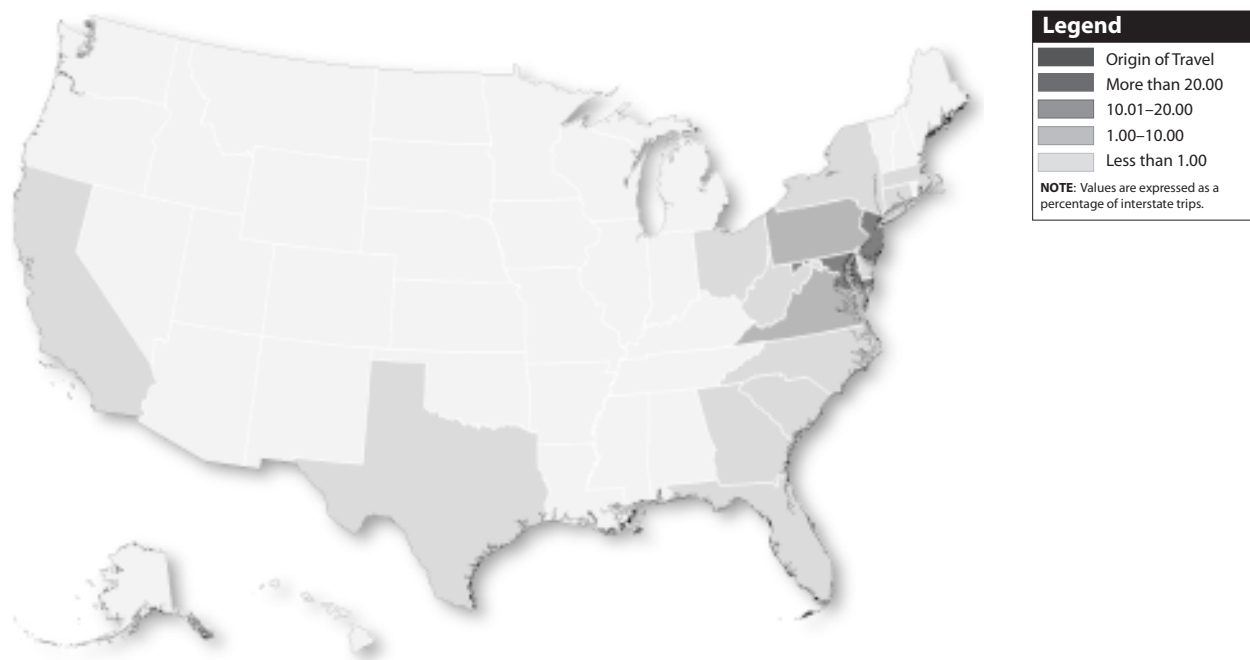 Legend
Origin of Travel
More than 20.00
10.01–20.00
1.00–10.00
Less than 1.00
NOTE: Values are expressed as a
percentage of interstate trips.